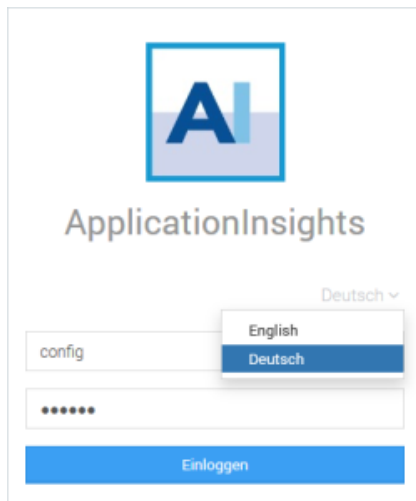 AI
ApplicationInsights
Deutsch
English
config
Deutsch
••••••
Einloggen